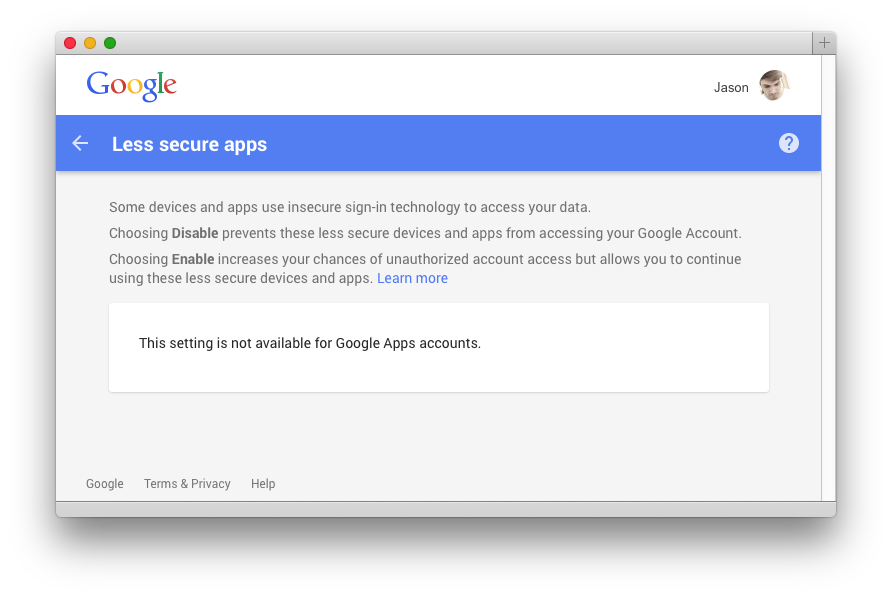 Google
Jason
Less secure apps
?
Some devices and apps use insecure sign-in technology to access your data.
Choosing Disable prevents these less secure devices and apps from accessing your Google Account.
Choosing Enable increases your chances of unauthorized account access but allows you to continue
using these less secure devices and apps. Learn more
This setting is not available for Google Apps accounts.
Google Terms & Privacy Help